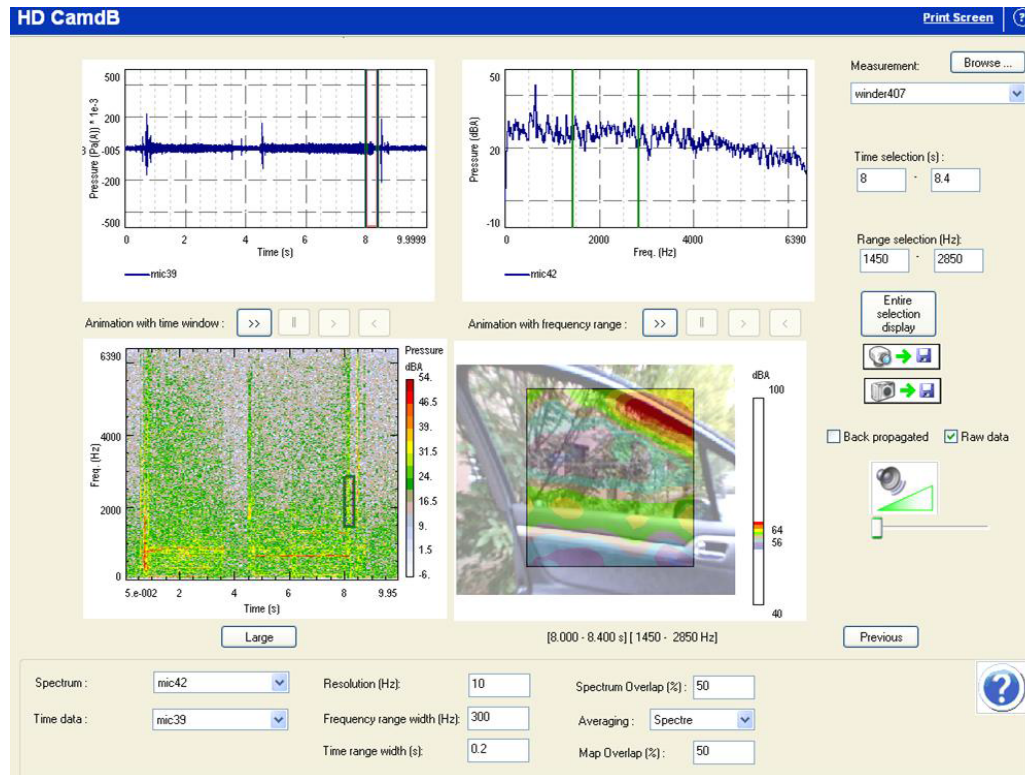 HD CamdB
Print Screen
?
500
200
-005
-200
-500
Pressure (Pa(A)) * 1e-3
0 2 4 6 8 9.9999
Time (s)
mic39
50
20
-10
Pressure (dBA)
0 2000 4000 6390
Freq. (Hz)
mic42
Measurement:
Browse ...
winder407
Time selection (s) :
8 - 8.4
Range selection (Hz):
1450 - 2850
Entire
selection
display
Animation with time window : >> || > <
Animation with frequency range : >> || > <
6390
4000
2000
0
Freq. (Hz)
5.e-002 2 4 6 8 9.95
Time (s)
Pressure
dBA
54.
46.5
39.
31.5
24.
16.5
9.
1.5
-6.
dBA
100
64
56
40
Back propagated
Raw data
Large
[8.000 - 8.400 s] [ 1450 - 2850 Hz]
Previous
Spectrum : mic42
Time data : mic39
Resolution (Hz): 10
Frequency range width (Hz): 300
Time range width (s): 0.2
Spectrum Overlap (%) : 50
Averaging : Spectre
Map Overlap (%) : 50
?